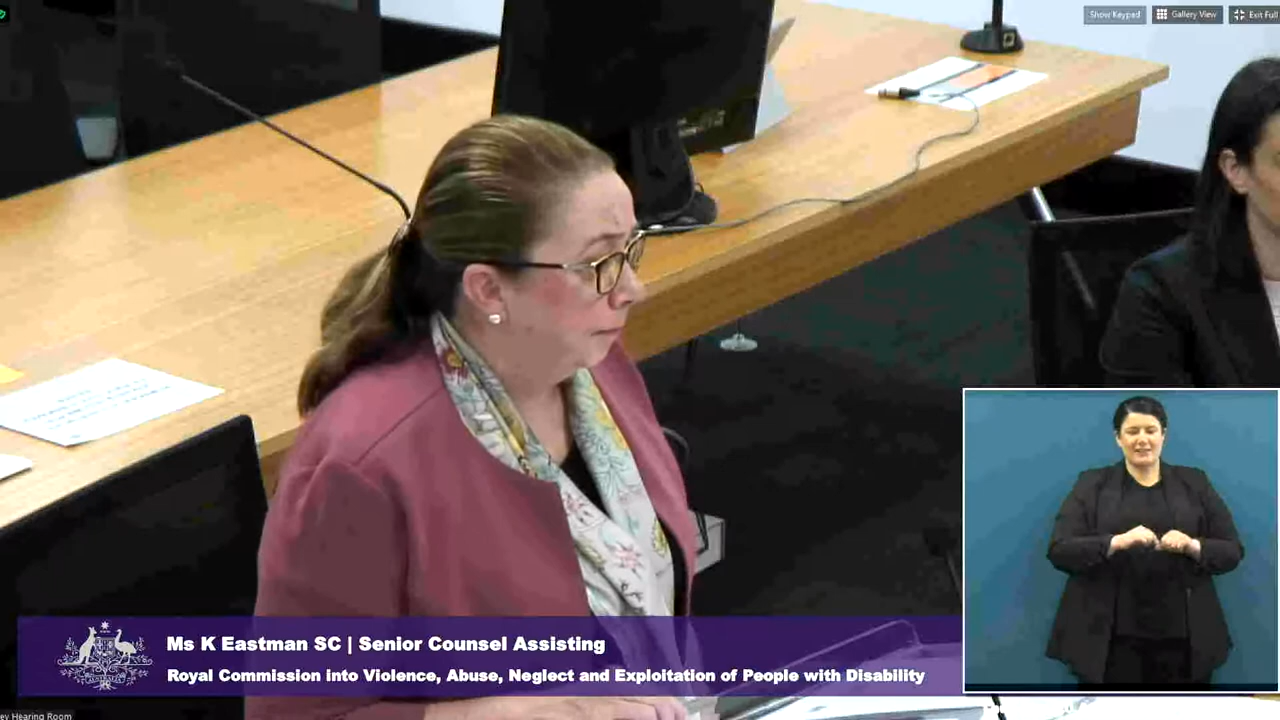 Show Keypad
Gallery View
Exit Full
Ms K Eastman SC | Senior Counsel Assisting
Royal Commission into Violence, Abuse, Neglect and Exploitation of People with Disability
ey Hearing Room